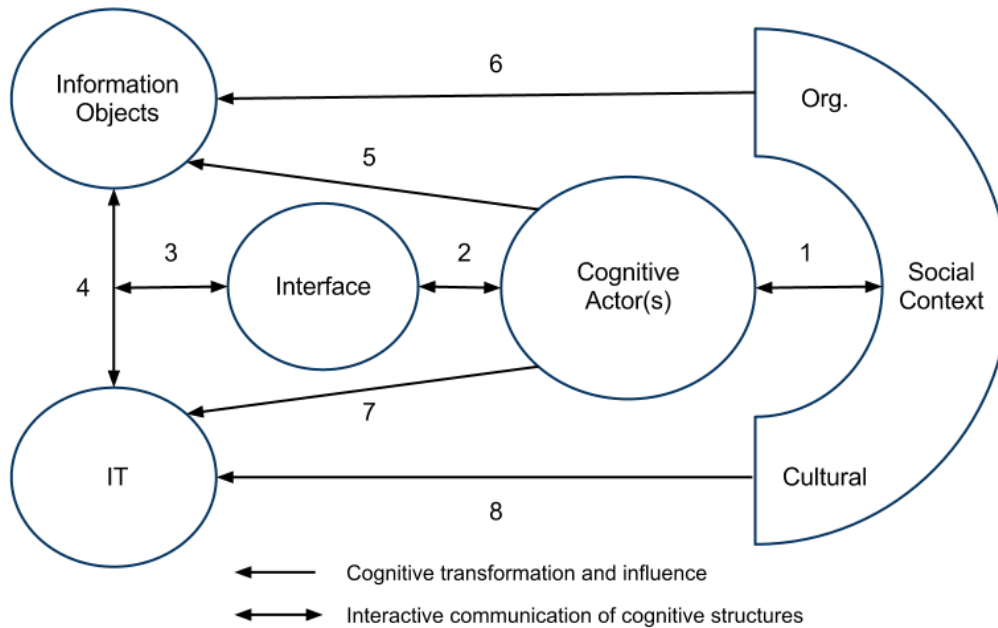 6
Information
Objects
Org.
5
3
2
1
4
Interface
Cognitive
Actor(s)
Social
Context
7
IT
Cultural
8
Cognitive transformation and influence
Interactive communication of cognitive structures